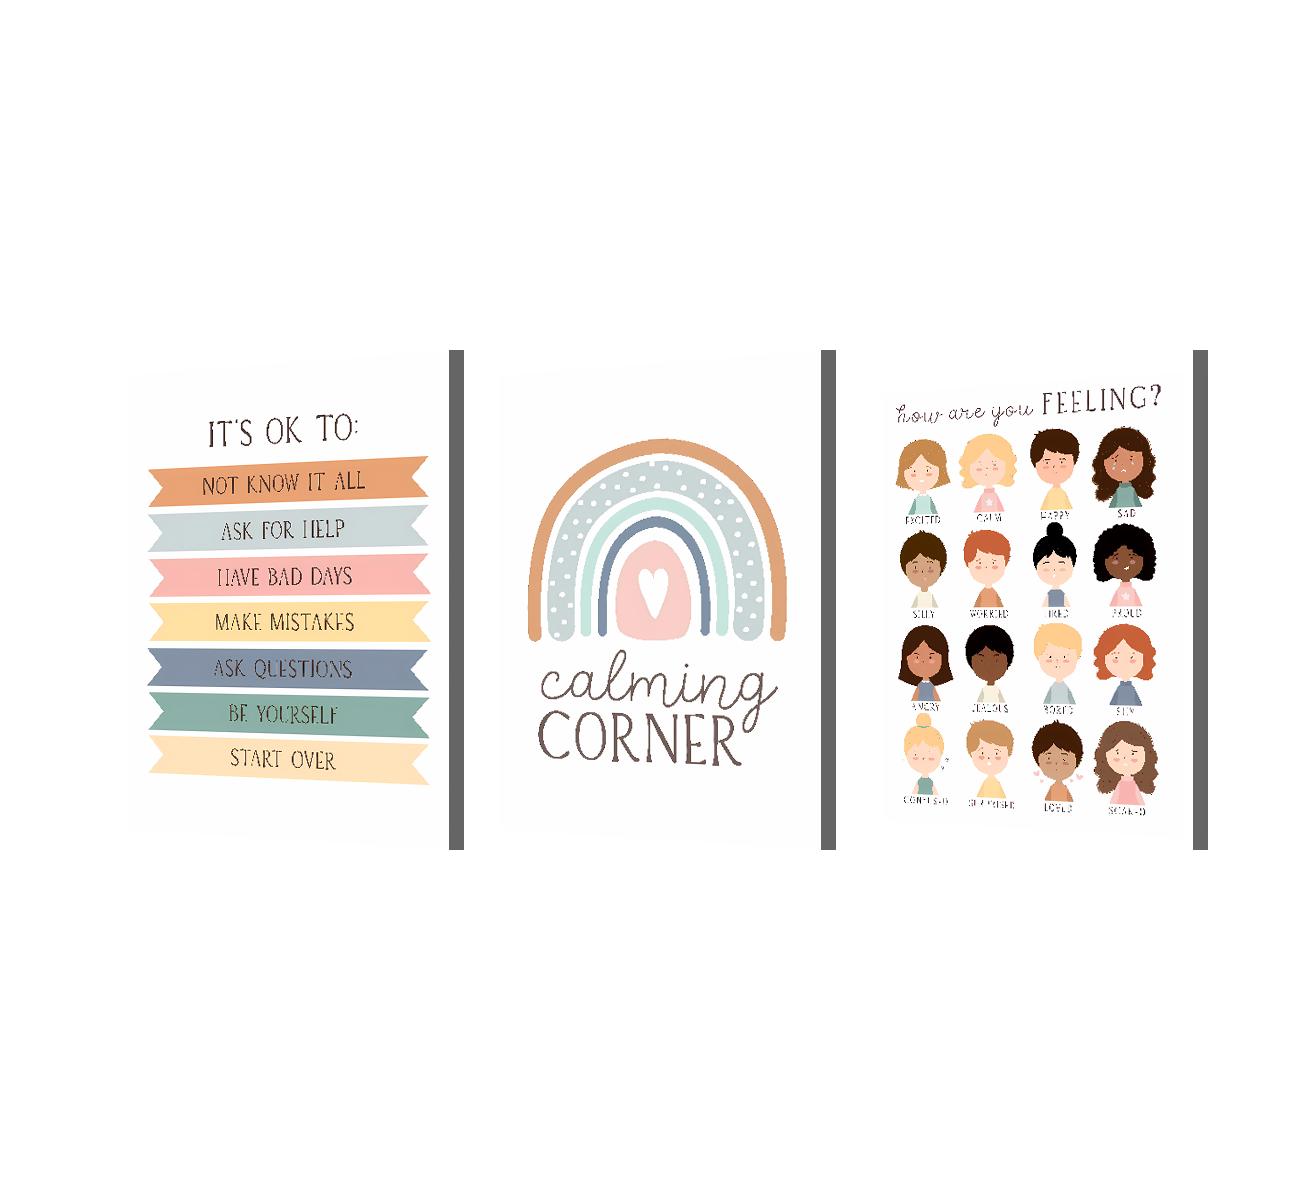 IT'S OK TO:
NOT KNOW IT ALL
ASK FOR HELP
HAVE BAD DAYS
MAKE MISTAKES
ASK QUESTIONS
BE YOURSELF
START OVER
calming
CORNER
how are you FEELING?
EXCITED CALM HAPPY SAD
SILLY WORRIED TIRED PROUD
ANGRY JEALOUS BORED SHY
CONFUSED SURPRISED LOVED SCARED